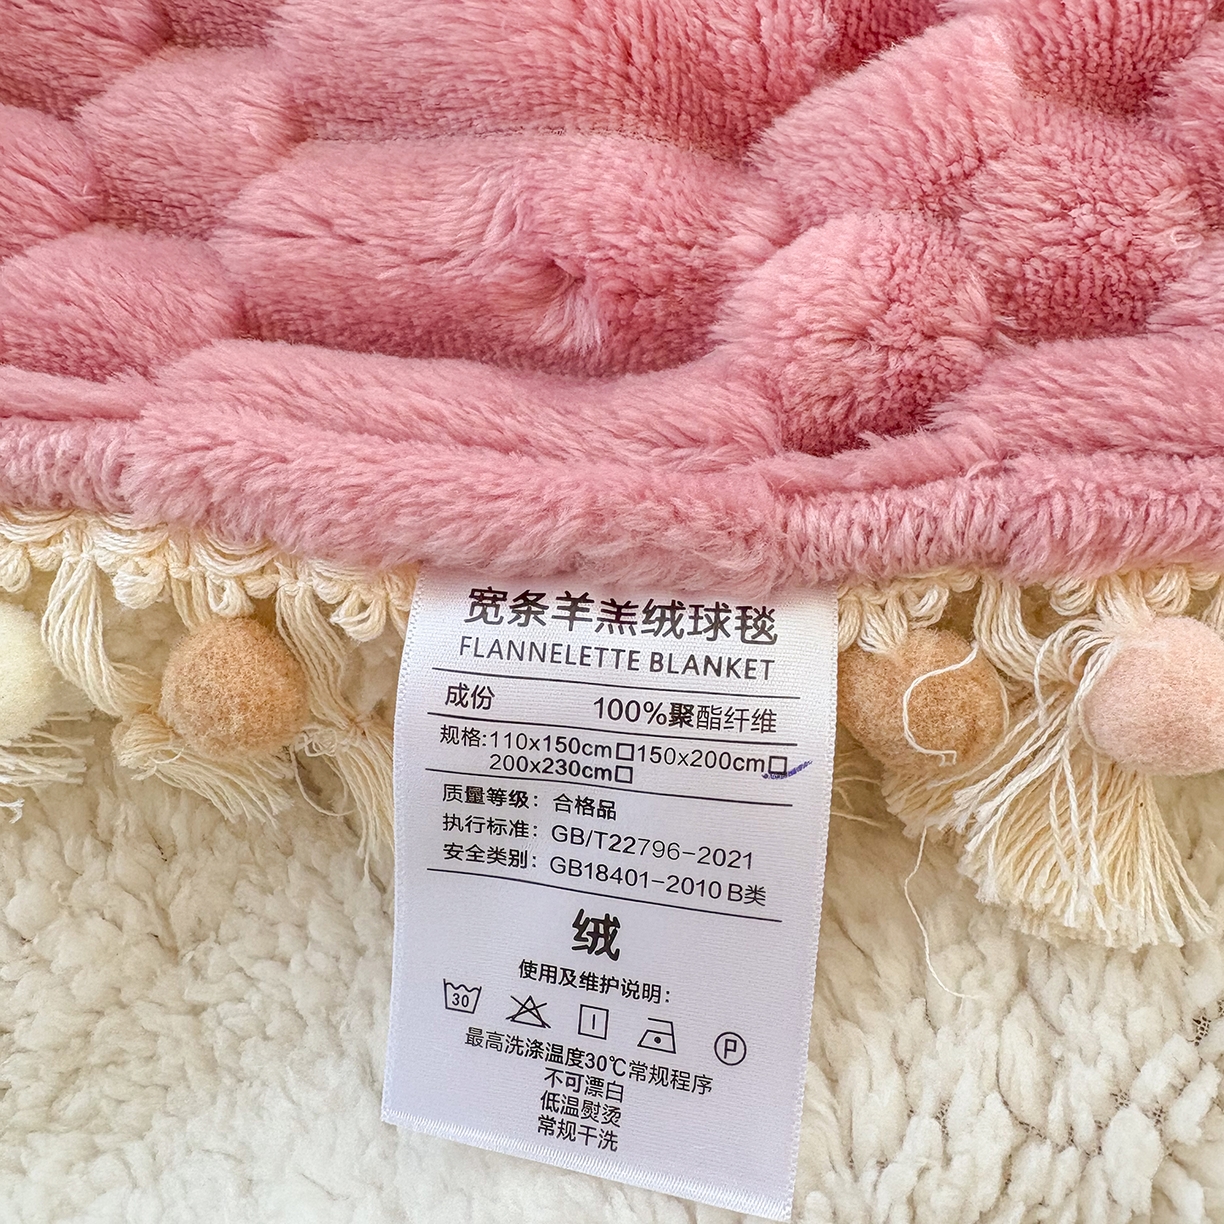 宽条羊羔绒球毯
FLANNELETTE BLANKET
成份 100%聚酯纤维
规格:110x150cm□150x200cm□
200x230cm□
质量等级：合格品
执行标准：GB/T22796-2021
安全类别：GB18401-2010 B类
绒
使用及维护说明：
30 P
最高洗涤温度30℃常规程序
不可漂白
低温熨烫
常规干洗